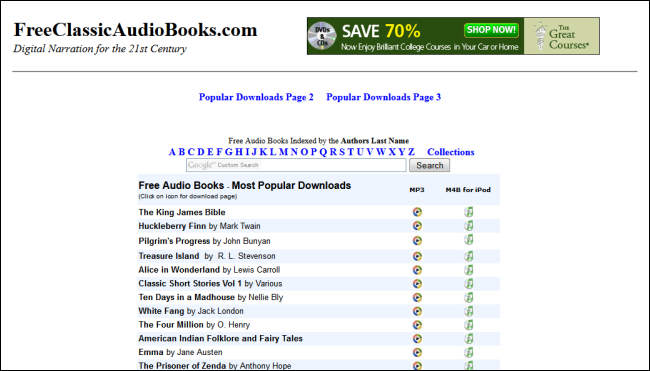 FreeClassicAudioBooks.com
Digital Narration for the 21st Century
DVDs & CDs
SAVE 70%
SHOP NOW!
Now Enjoy Brilliant College Courses in Your Car or Home
THE Great Courses®
Popular Downloads Page 2 Popular Downloads Page 3
Free Audio Books Indexed by the Authors Last Name
A B C D E F G H I J K L M N O P Q R S T U V W X Y Z Collections
Google™ Custom Search Search
Free Audio Books - Most Popular Downloads MP3 M4B for iPod
(Click on icon for download page)
The King James Bible
Huckleberry Finn by Mark Twain
Pilgrim's Progress by John Bunyan
Treasure Island by R. L. Stevenson
Alice in Wonderland by Lewis Carroll
Classic Short Stories Vol 1 by Various
Ten Days in a Madhouse by Nellie Bly
White Fang by Jack London
The Four Million by O. Henry
American Indian Folklore and Fairy Tales
Emma by Jane Austen
The Prisoner of Zenda by Anthony Hope